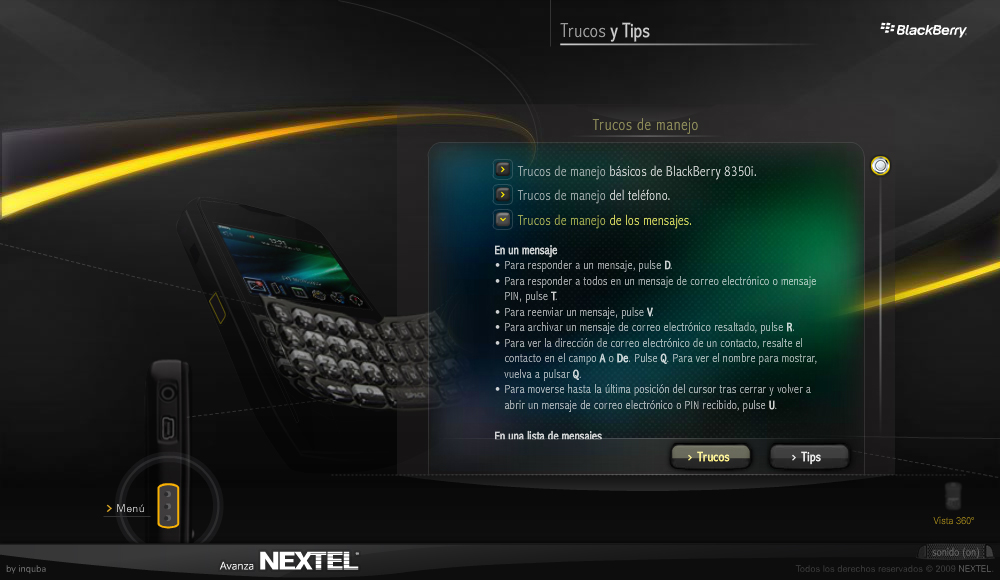 Trucos y Tips
BlackBerry
Trucos de manejo
Trucos de manejo básicos de BlackBerry 8350i.
Trucos de manejo del teléfono.
Trucos de manejo de los mensajes.
En un mensaje
• Para responder a un mensaje, pulse D.
• Para responder a todos en un mensaje de correo electrónico o mensaje
PIN, pulse T.
• Para reenviar un mensaje, pulse V.
• Para archivar un mensaje de correo electrónico resaltado, pulse R.
• Para ver la dirección de correo electrónico de un contacto, resalte el
contacto en el campo A o De. Pulse Q. Para ver el nombre para mostrar,
vuelva a pulsar Q.
• Para moverse hasta la última posición del cursor tras cerrar y volver a
abrir un mensaje de correo electrónico o PIN recibido, pulse U.
En una lista de mensajes
› Trucos
› Tips
SPACE
› Menú
Vista 360°
sonido (on)
by inquba
Avanza NEXTEL
Todos los derechos reservados © 2009 NEXTEL.